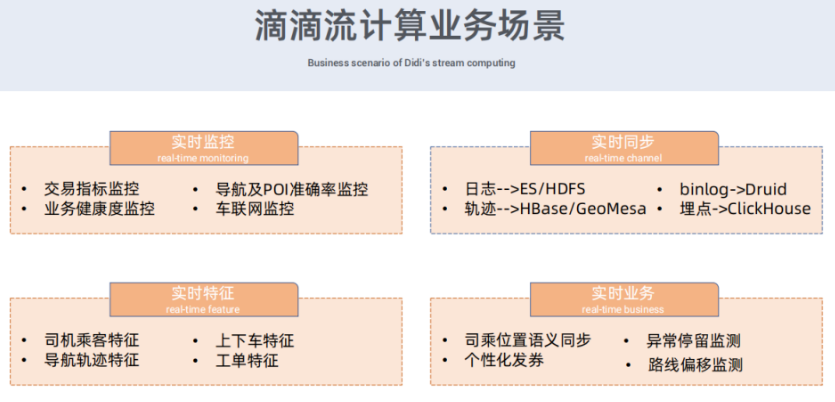 滴滴流计算业务场景
Business scenario of Didi's stream computing
实时监控
real-time monitoring
• 交易指标监控
• 业务健康度监控
• 导航及POI准确率监控
• 车联网监控
实时同步
real-time channel
• 日志-->ES/HDFS
• 轨迹-->HBase/GeoMesa
• binlog->Druid
• 埋点->ClickHouse
实时特征
real-time feature
• 司机乘客特征
• 导航轨迹特征
• 上下车特征
• 工单特征
实时业务
real-time business
• 司乘位置语义同步
• 个性化发券
• 异常停留监测
• 路线偏移监测